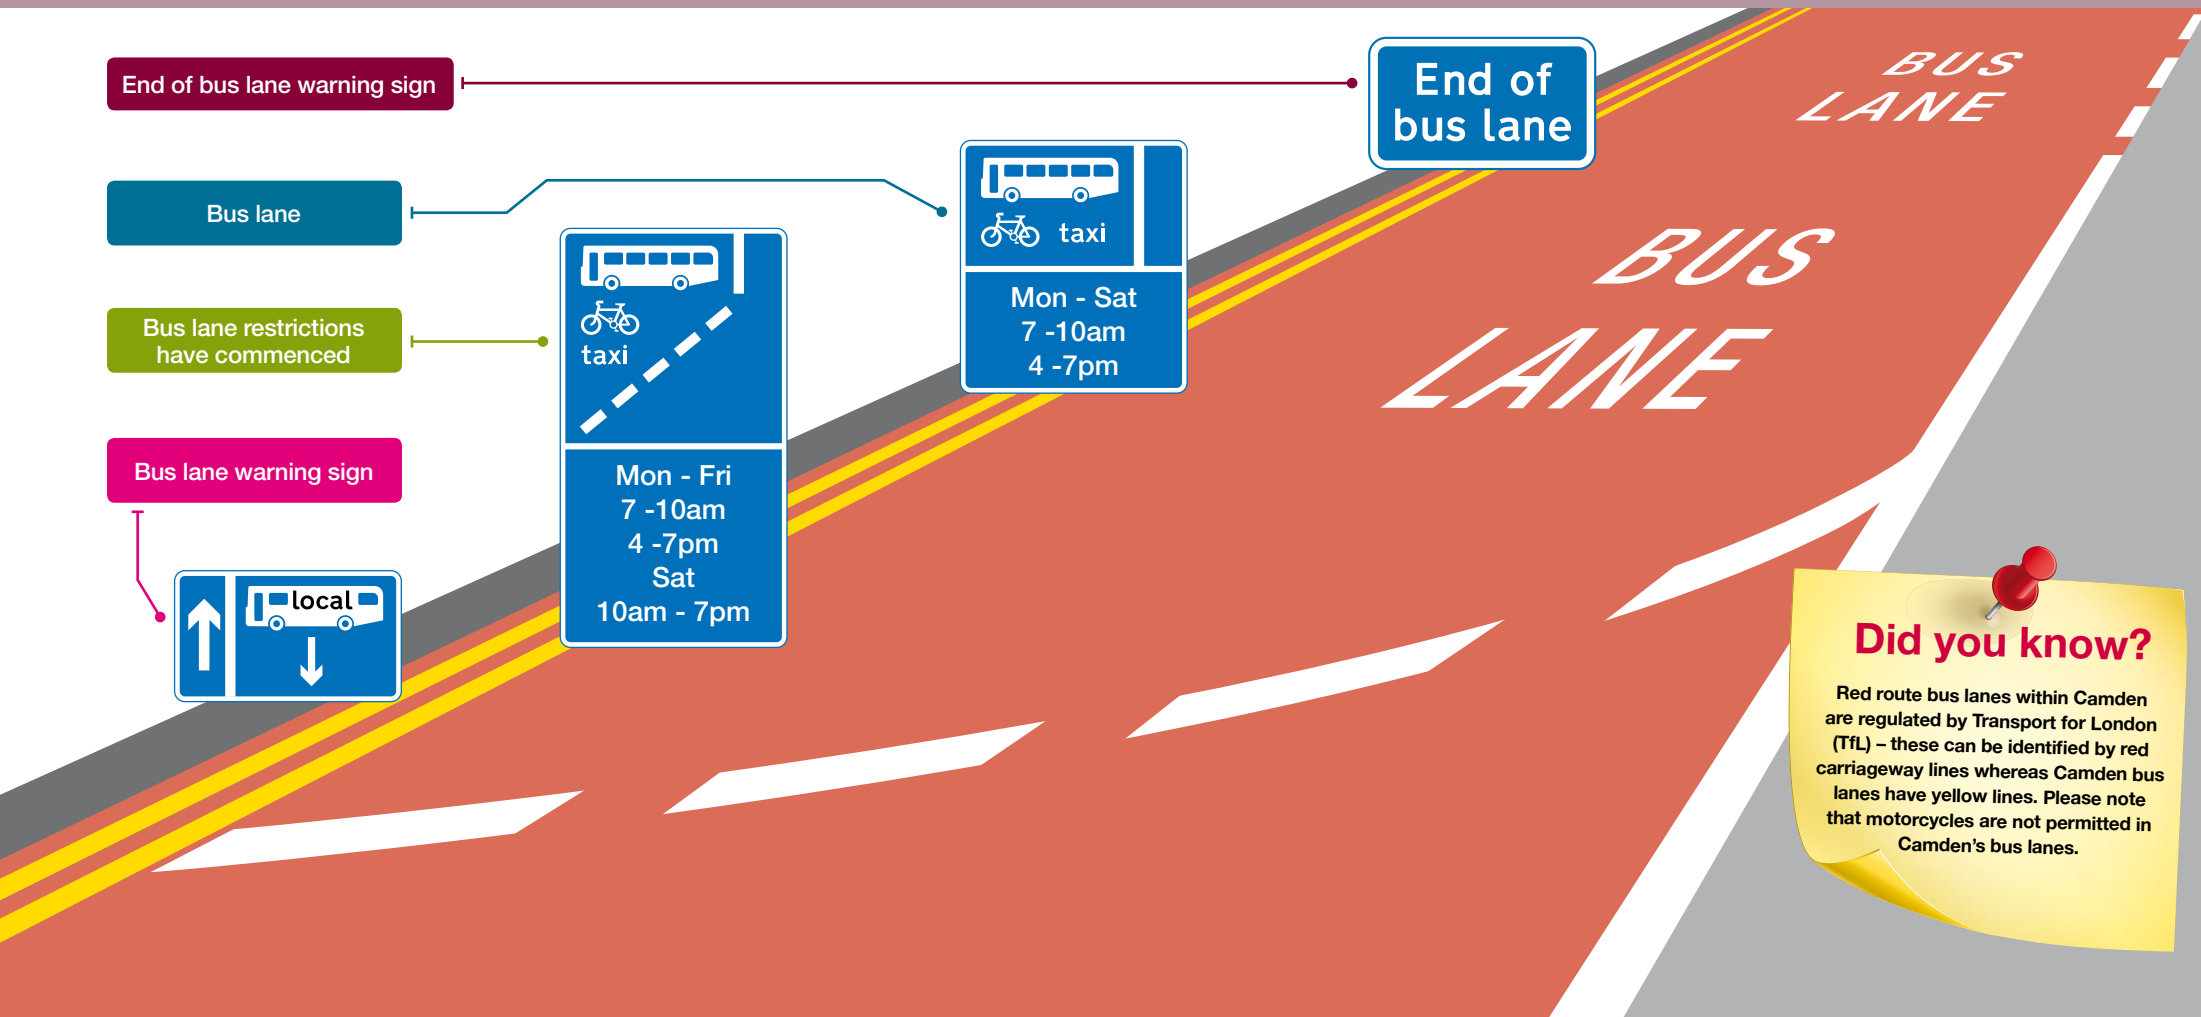 End of bus lane warning sign
End of
bus lane
BUS
LANE
Bus lane
taxi
Mon - Sat
7 -10am
4 -7pm
BUS
LANE
Bus lane restrictions
have commenced
taxi
Mon - Fri
7 -10am
4 -7pm
Sat
10am - 7pm
Bus lane warning sign
local
Did you know?
Red route bus lanes within Camden
are regulated by Transport for London
(TfL) – these can be identified by red
carriageway lines whereas Camden bus
lanes have yellow lines. Please note
that motorcycles are not permitted in
Camden's bus lanes.